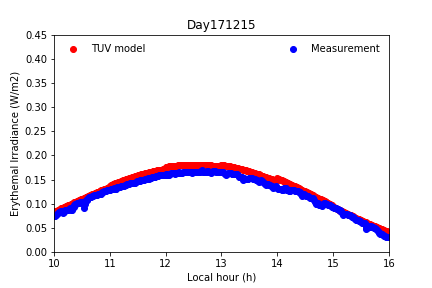 Day171215
TUV model
Measurement
0.45
0.40
0.35
0.30
0.25
0.20
0.15
0.10
0.05
0.00
Erythemal Irradiance (W/m2)
10 11 12 13 14 15 16
Local hour (h)